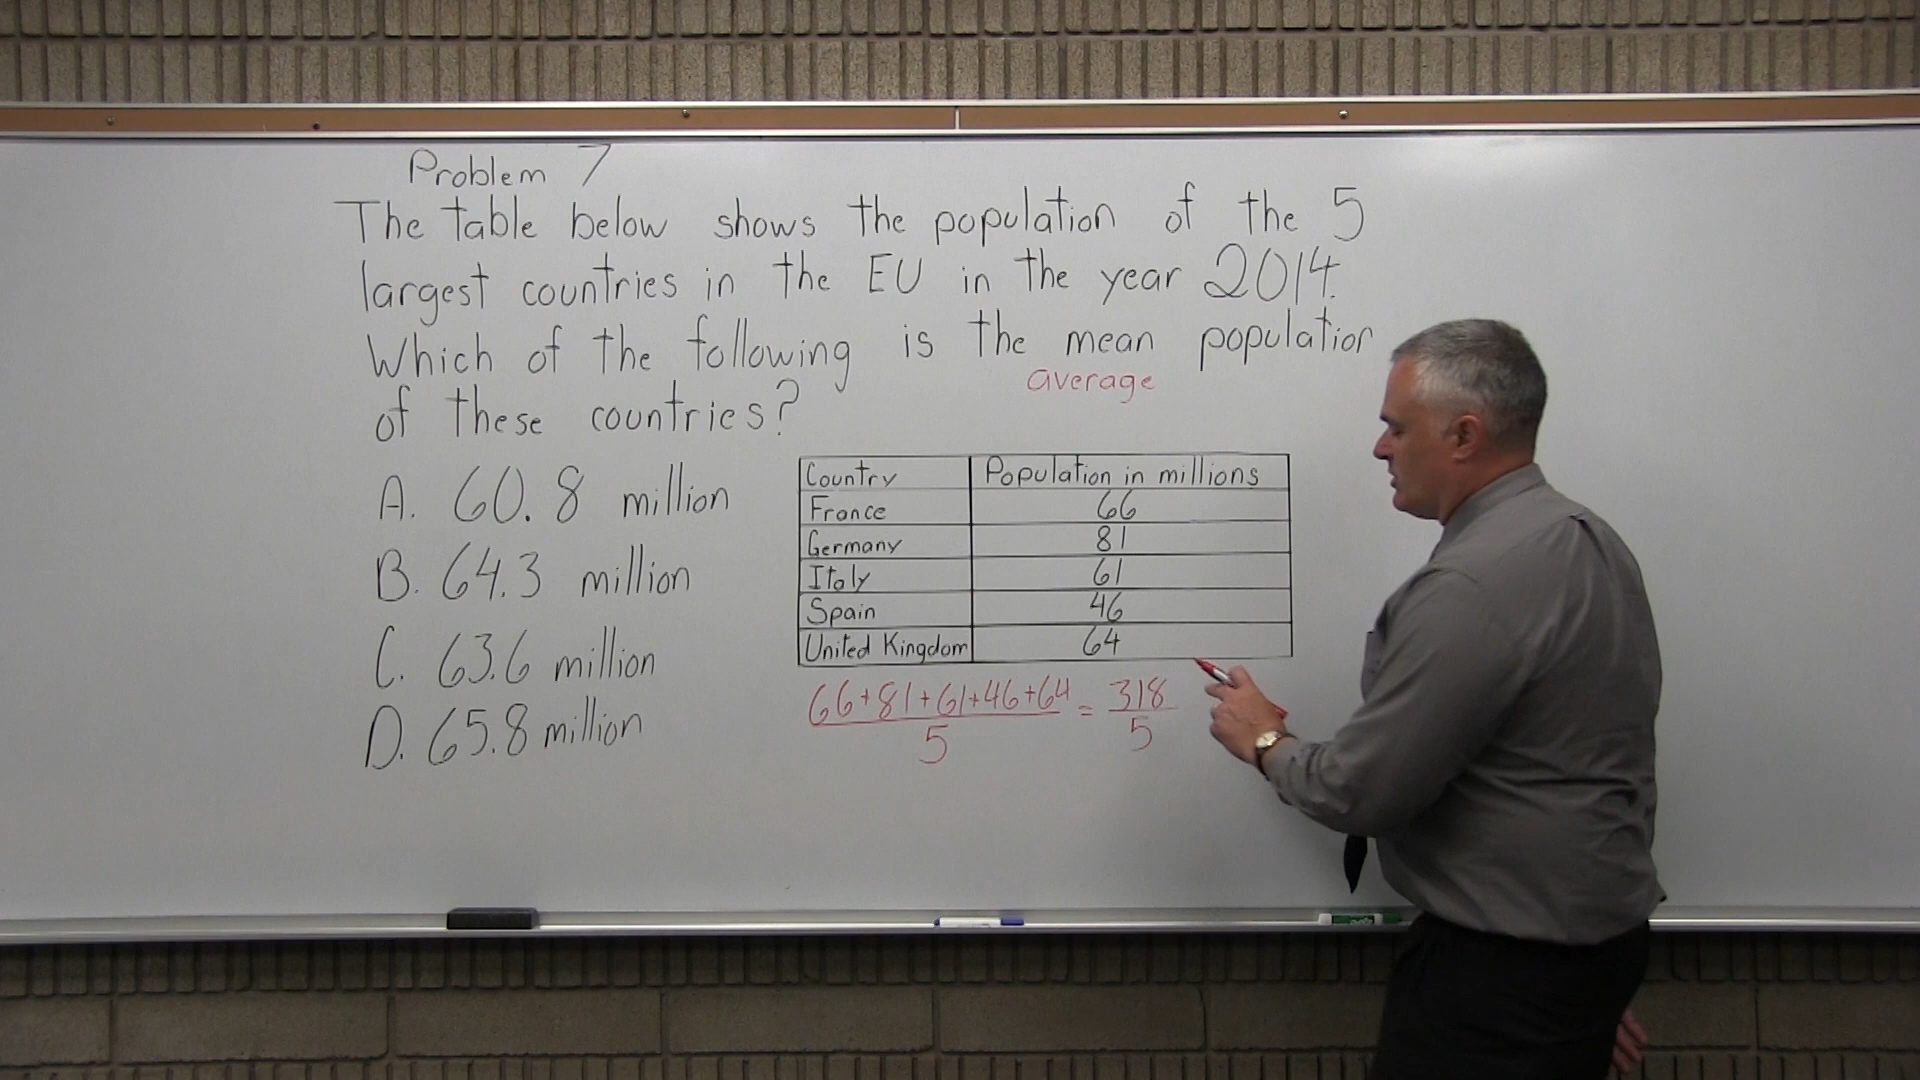 Problem 7
The table below shows the population of the 5
largest countries in the EU in the year 2014.
Which of the following is the mean population
average
of these countries?
A. 60.8 million
B. 64.3 million
C. 63.6 million
D. 65.8 million
Country Population in millions
France 66
Germany 81
Italy 61
Spain 46
United Kingdom 64
66+81+61+46+64 = 318
5 5